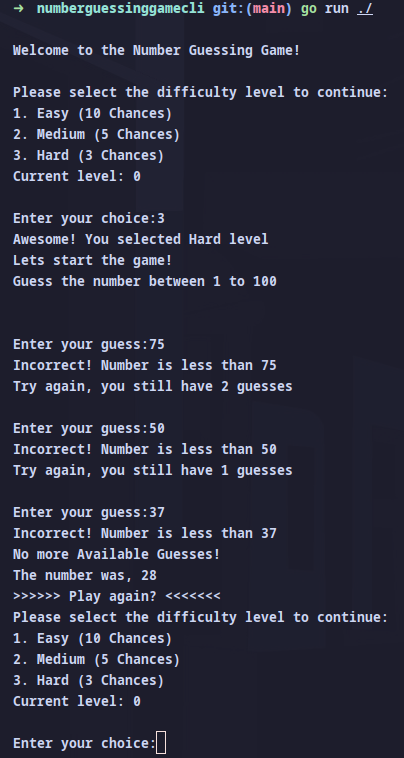 ➜ numberguessinggamecli git:(main) go run ./
Welcome to the Number Guessing Game!
Please select the difficulty level to continue:
1. Easy (10 Chances)
2. Medium (5 Chances)
3. Hard (3 Chances)
Current level: 0
Enter your choice:3
Awesome! You selected Hard level
Lets start the game!
Guess the number between 1 to 100
Enter your guess:75
Incorrect! Number is less than 75
Try again, you still have 2 guesses
Enter your guess:50
Incorrect! Number is less than 50
Try again, you still have 1 guesses
Enter your guess:37
Incorrect! Number is less than 37
No more Available Guesses!
The number was, 28
>>>>>> Play again? <<<<<<<
Please select the difficulty level to continue:
1. Easy (10 Chances)
2. Medium (5 Chances)
3. Hard (3 Chances)
Current level: 0
Enter your choice: